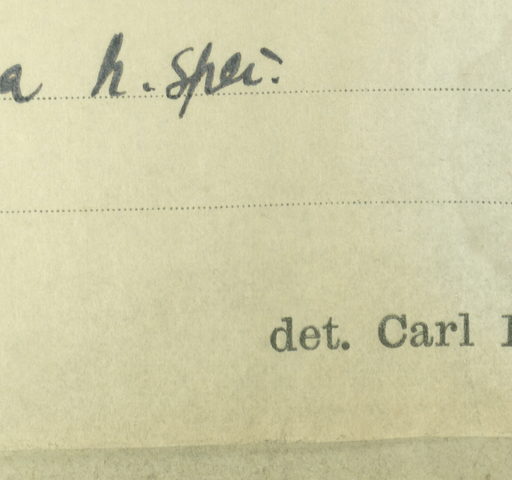 a n. spec.
det. Carl